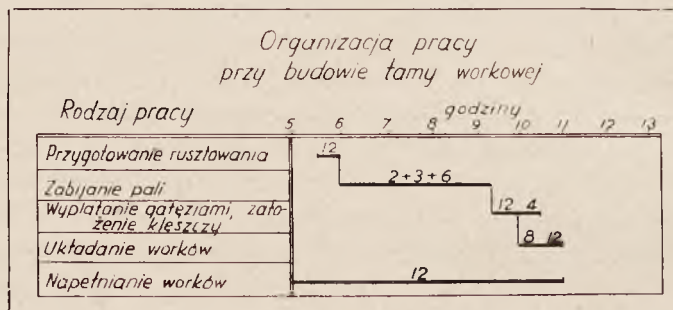 Organizacja pracy
przy budowie tamy workowej
Rodzaj pracy
godziny
5 6 7 8 9 10 11 12 13
Przygotowanie rusztowania
12
Zabijanie pali
2+3+6
Wyplatanie gałęziami, zało-
żenie kleszczy
12 4
Układanie worków
8 12
Napełnianie worków
12